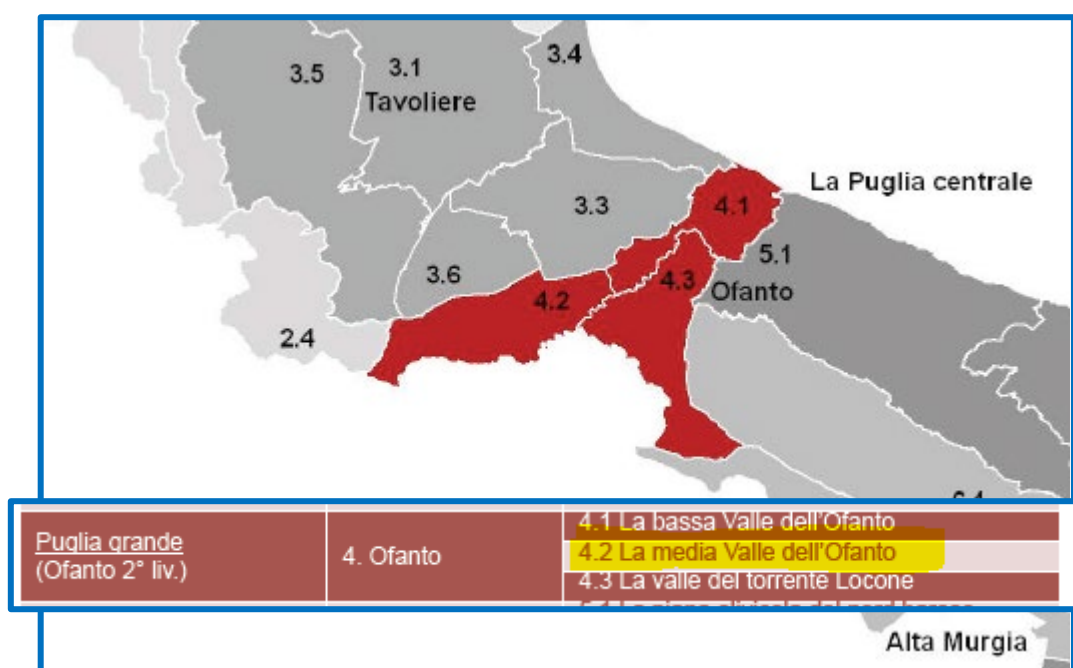 3.4
3.5
3.1
Tavoliere
La Puglia centrale
3.3
4.1
5.1
3.6
4.3
Ofanto
4.2
2.4
4.1 La bassa Valle dell'Ofanto
Puglia grande
(Ofanto 2° liv.)
4. Ofanto
4.2 La media Valle dell'Ofanto
4.3 La valle del torrente Locone
Alta Murgia